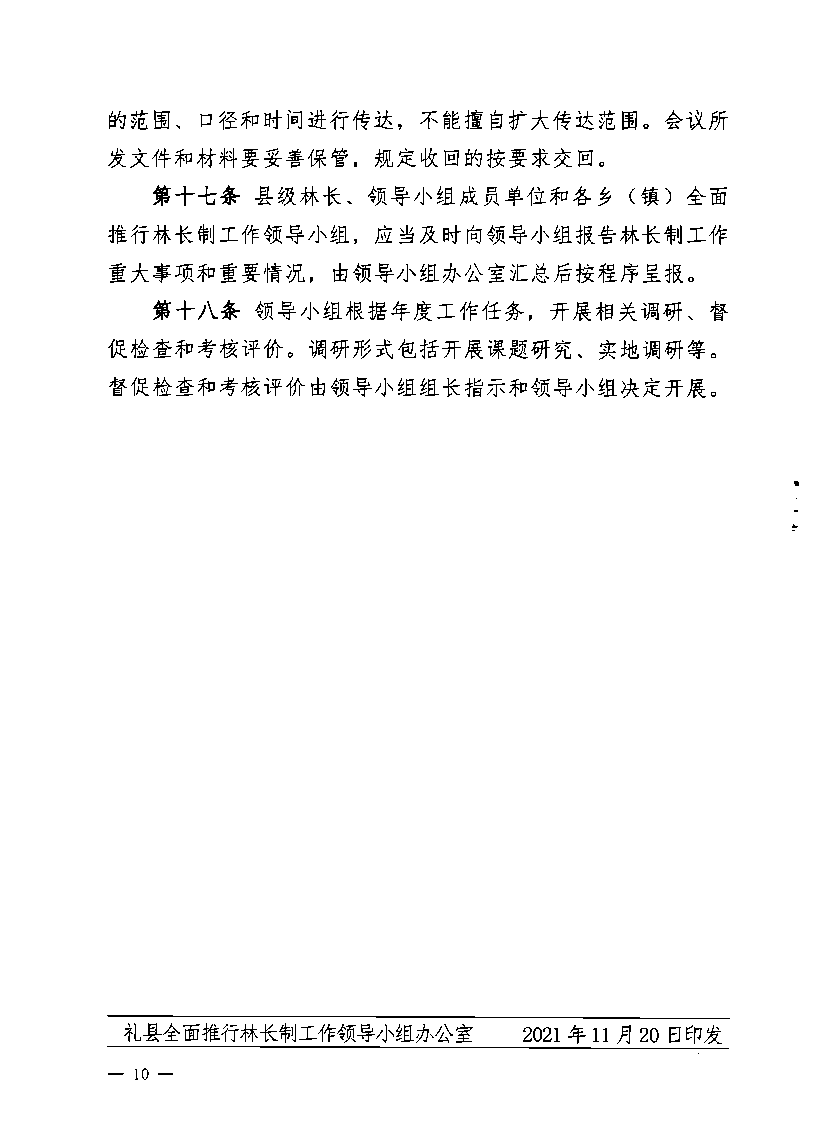 的范围、口径和时间进行传达，不能擅自扩大传达范围。会议所
发文件和材料要妥善保管，规定收回的按要求交回。
第十七条 县级林长、领导小组成员单位和各乡（镇）全面
推行林长制工作领导小组，应当及时向领导小组报告林长制工作
重大事项和重要情况，由领导小组办公室汇总后按程序呈报。
第十八条 领导小组根据年度工作任务，开展相关调研、督
促检查和考核评价。调研形式包括开展课题研究、实地调研等。
督促检查和考核评价由领导小组组长指示和领导小组决定开展。
礼县全面推行林长制工作领导小组办公室 2021年11月20日印发
— 10 —